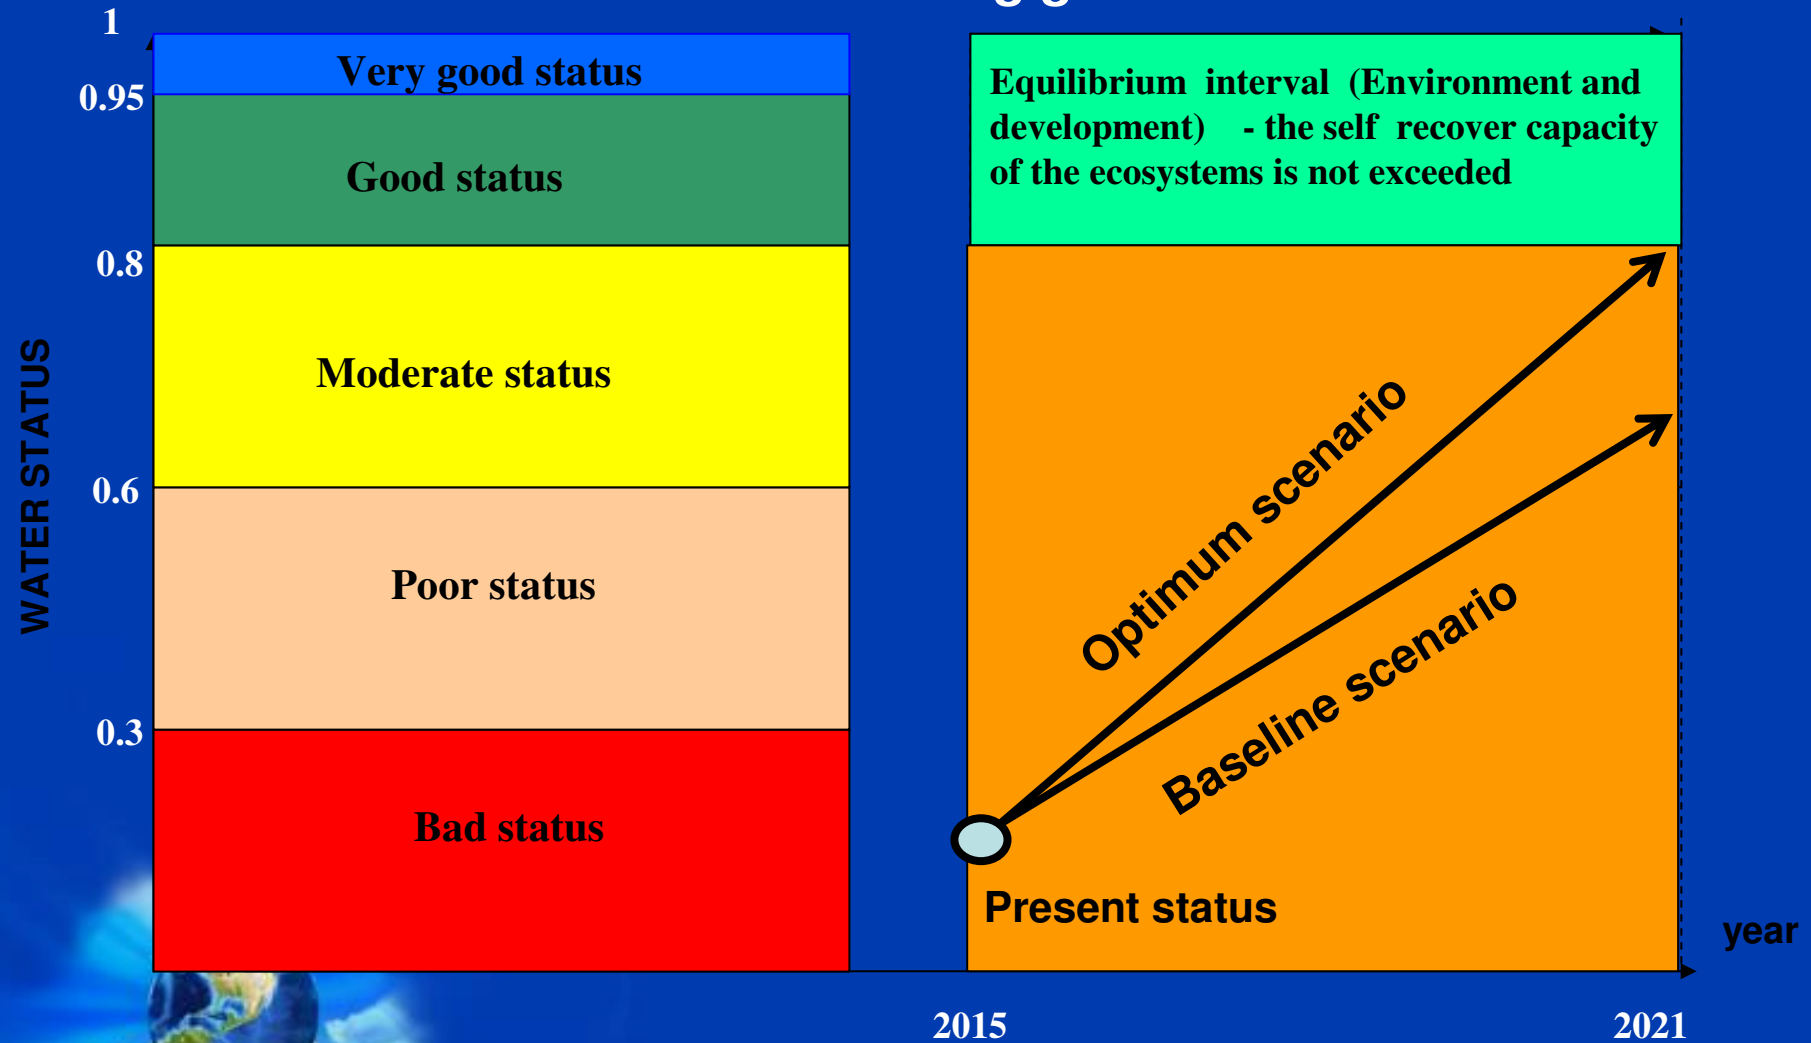 1
Very good status
0.95
Good status
0.8
Moderate status
0.6
Poor status
0.3
Bad status
WATER STATUS
Equilibrium interval (Environment and
development) - the self recover capacity
of the ecosystems is not exceeded
Optimum scenario
Baseline scenario
Present status
year
2015
2021